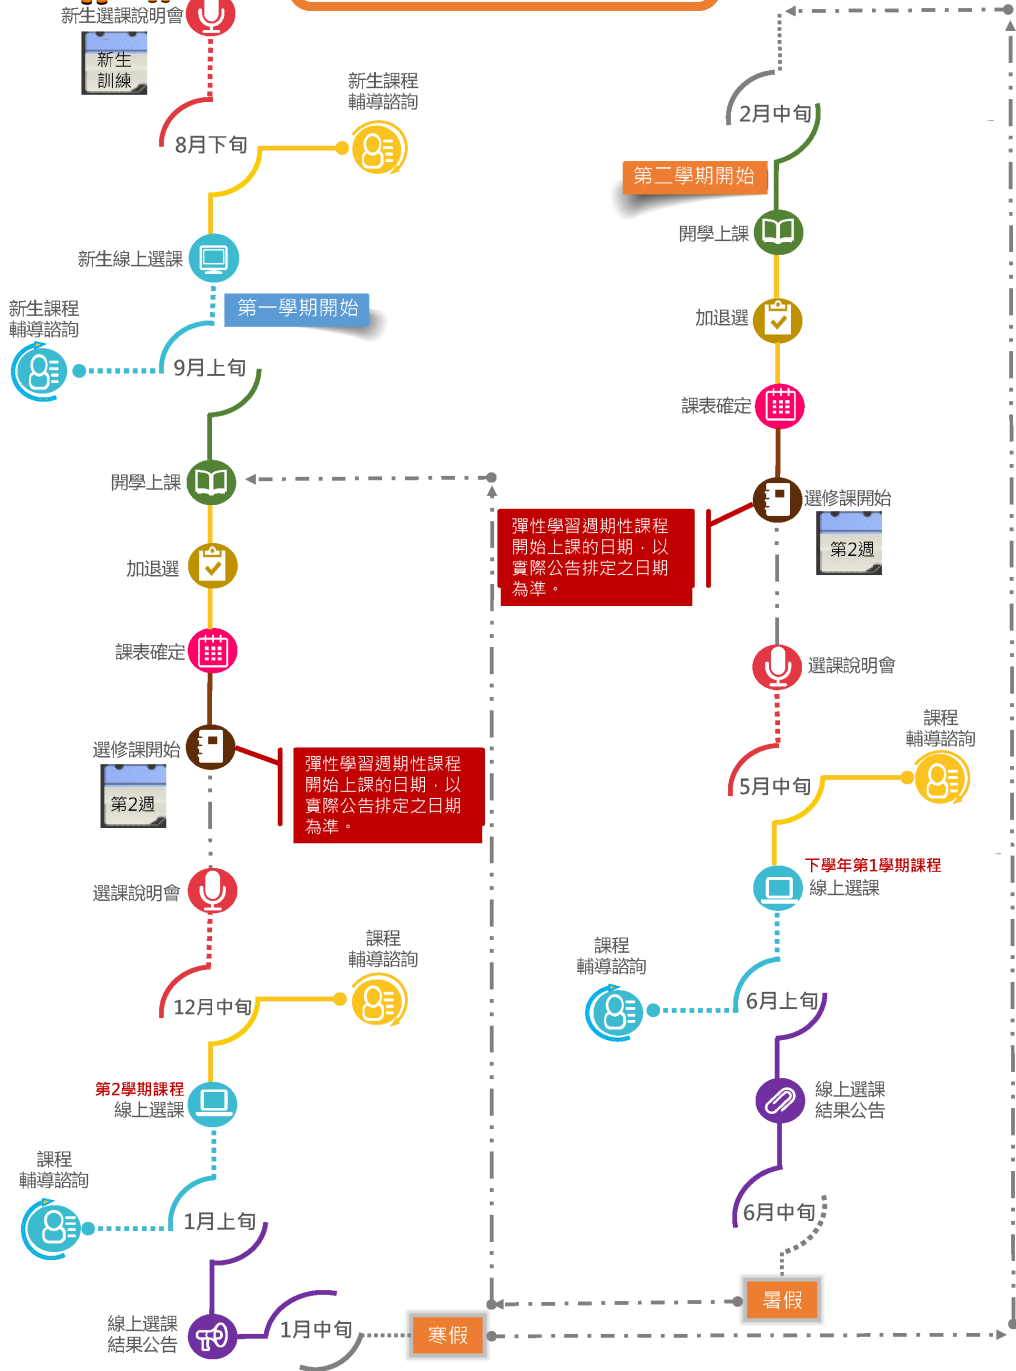 新生選課說明會
新生
訓練
新生課程
輔導諮詢
8月下旬
新生線上選課
第一學期開始
新生課程
輔導諮詢
9月上旬
開學上課
加退選
課表確定
選修課開始
第2週
彈性學習週期性課程
開始上課的日期，以
實際公告排定之日期
為準。
選課說明會
課程
輔導諮詢
12月中旬
第2學期課程
線上選課
課程
輔導諮詢
1月上旬
線上選課
結果公告
1月中旬
寒假
2月中旬
第二學期開始
開學上課
加退選
課表確定
選修課開始
第2週
彈性學習週期性課程
開始上課的日期，以
實際公告排定之日期
為準。
選課說明會
課程
輔導諮詢
5月中旬
下學年第1學期課程
線上選課
課程
輔導諮詢
6月上旬
線上選課
結果公告
6月中旬
暑假